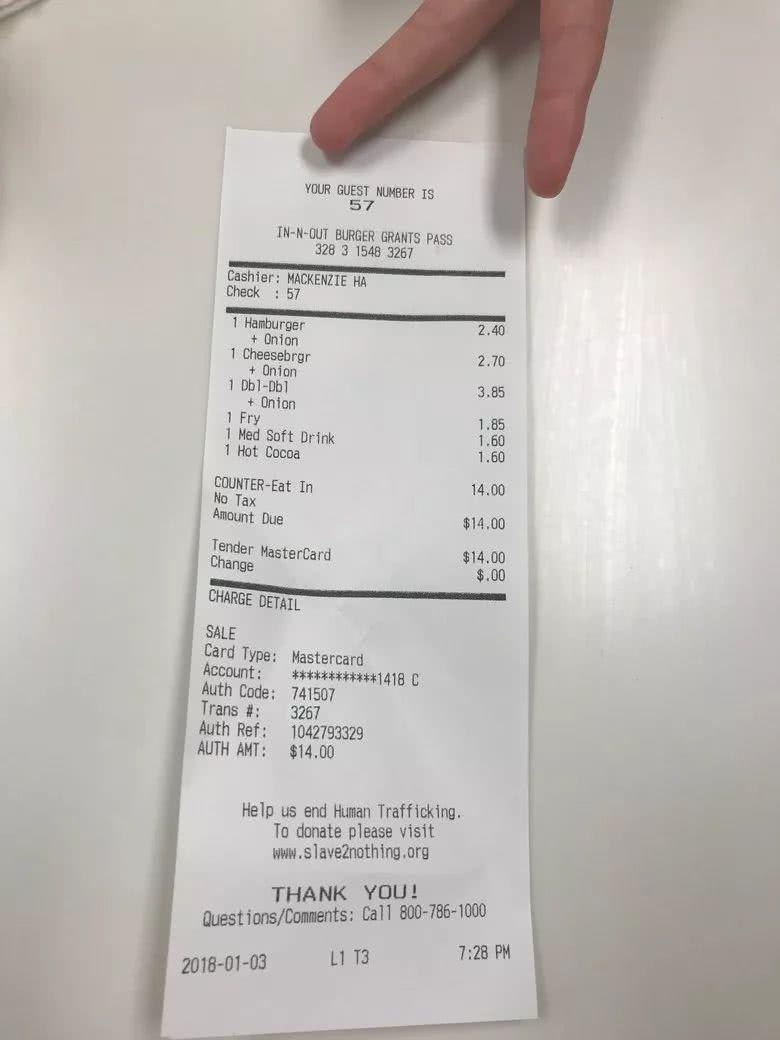 YOUR GUEST NUMBER IS
57
IN-N-OUT BURGER GRANTS PASS
328 3 1548 3267
Cashier: MACKENZIE HA
Check : 57
1 Hamburger 2.40
+ Onion
1 Cheesebrgr 2.70
+ Onion
1 Dbl-Dbl 3.85
+ Onion
1 Fry 1.85
1 Med Soft Drink 1.60
1 Hot Cocoa 1.60
COUNTER-Eat In 14.00
No Tax
Amount Due $14.00
Tender MasterCard $14.00
Change $.00
CHARGE DETAIL
SALE
Card Type: Mastercard
Account: ************1418 C
Auth Code: 741507
Trans #: 3267
Auth Ref: 1042793329
AUTH AMT: $14.00
Help us end Human Trafficking.
To donate please visit
www.slave2nothing.org
THANK YOU!
Questions/Comments: Call 800-786-1000
2018-01-03 L1 T3 7:28 PM